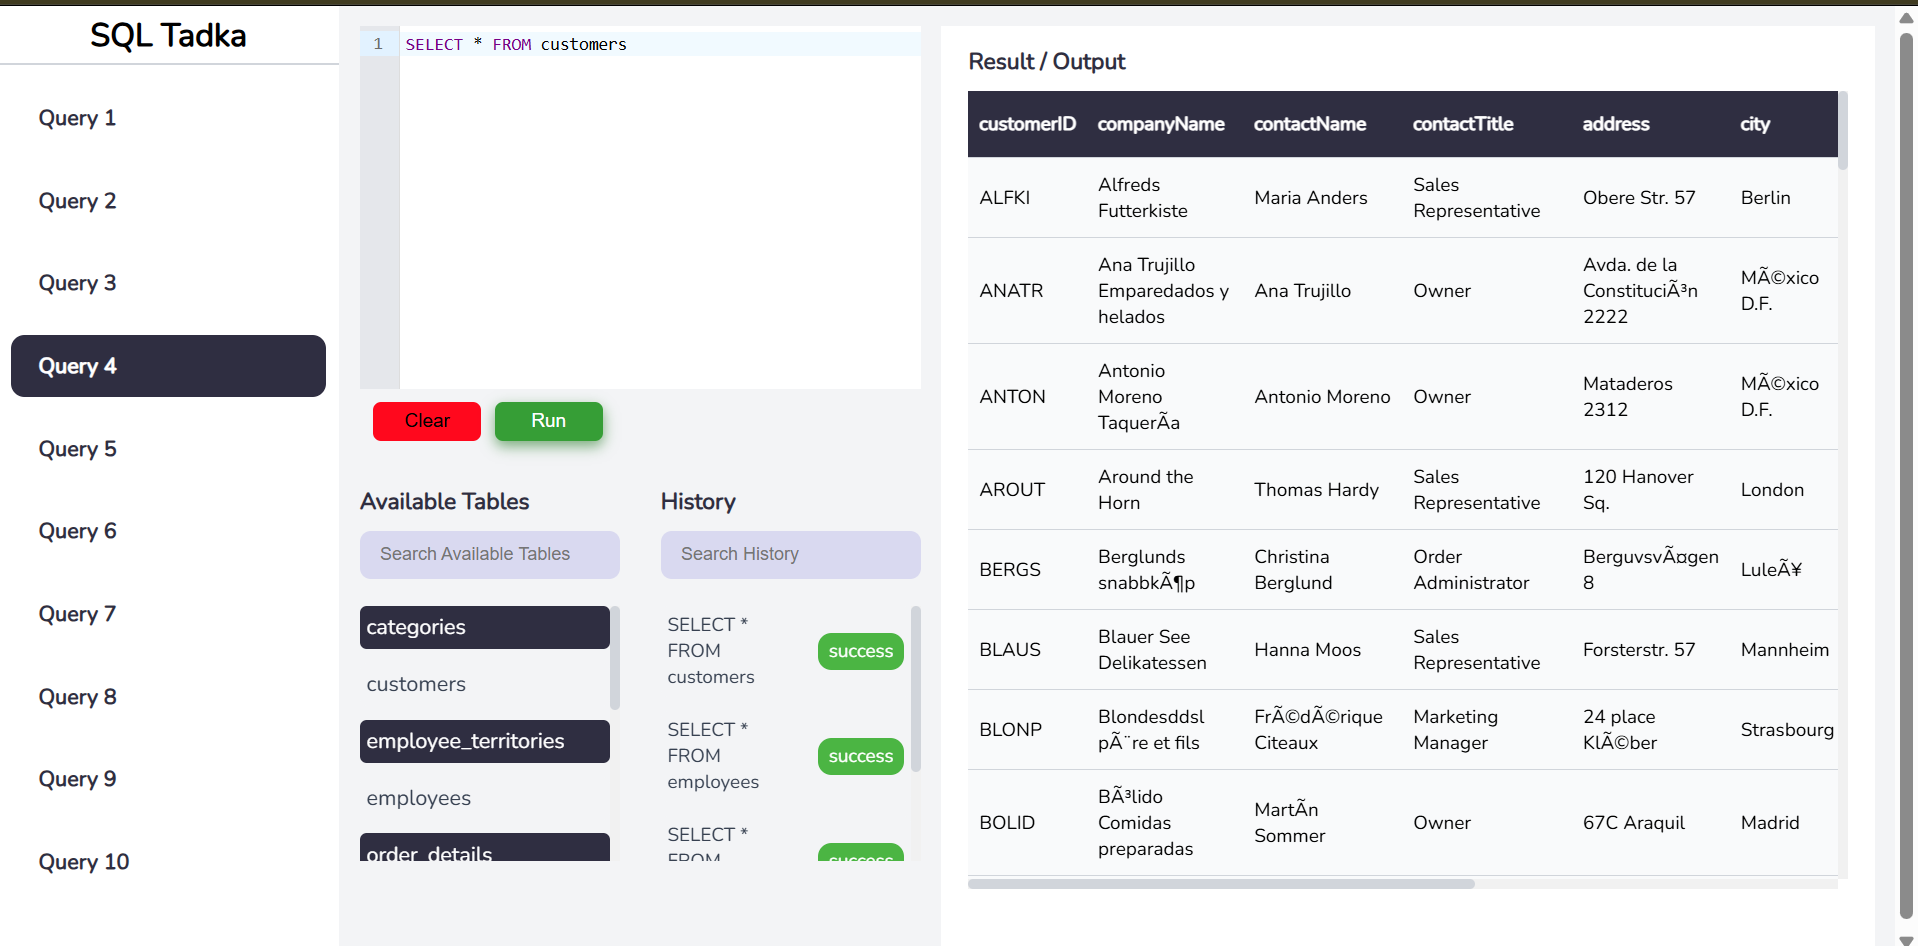 SQL Tadka
Query 1
Query 2
Query 3
Query 4
Query 5
Query 6
Query 7
Query 8
Query 9
Query 10
1 SELECT * FROM customers
Clear Run
Available Tables
Search Available Tables
categories
customers
employee_territories
employees
order_details
History
Search History
SELECT *
FROM
customers
success
SELECT *
FROM
employees
success
SELECT *
FROM
success
Result / Output
customerID companyName contactName contactTitle address city
ALFKI
Alfreds
Futterkiste
Maria Anders
Sales
Representative
Obere Str. 57
Berlin
ANATR
Ana Trujillo
Emparedados y
helados
Ana Trujillo
Owner
Avda. de la
ConstituciÃ³n
2222
MÃ©xico
D.F.
ANTON
Antonio
Moreno
TaquerÃa
Antonio Moreno
Owner
Mataderos
2312
MÃ©xico
D.F.
AROUT
Around the
Horn
Thomas Hardy
Sales
Representative
120 Hanover
Sq.
London
BERGS
Berglunds
snabbkÃ¶p
Christina
Berglund
Order
Administrator
BerguvsvÃ¤gen
8
LuleÃ¥
BLAUS
Blauer See
Delikatessen
Hanna Moos
Sales
Representative
Forsterstr. 57
Mannheim
BLONP
Blondesddsl
pÃ¨re et fils
FrÃ©dÃ©rique
Citeaux
Marketing
Manager
24 place
KlÃ©ber
Strasbourg
BOLID
BÃ³lido
Comidas
preparadas
MartÃn
Sommer
Owner
67C Araquil
Madrid